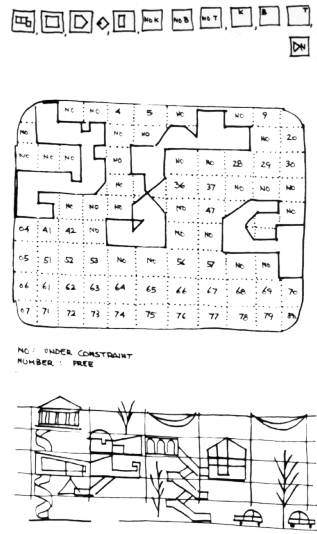 NO K NO B NO T K B T
N
NO NO 4 5 NO 9
NO NO NO NO 20
NO NO NO NO NO NO 28 29 30
NO 36 37 NO NO NO
NO NO NO NO 47 NO
04 41 42 NO NO NO
05 51 52 53 NO NO 56 57 NO NO
06 61 62 63 64 65 66 67 68 69 70
07 71 72 73 74 75 76 77 78 79 80
NO: UNDER CONSTRAINT
NUMBER: FREE